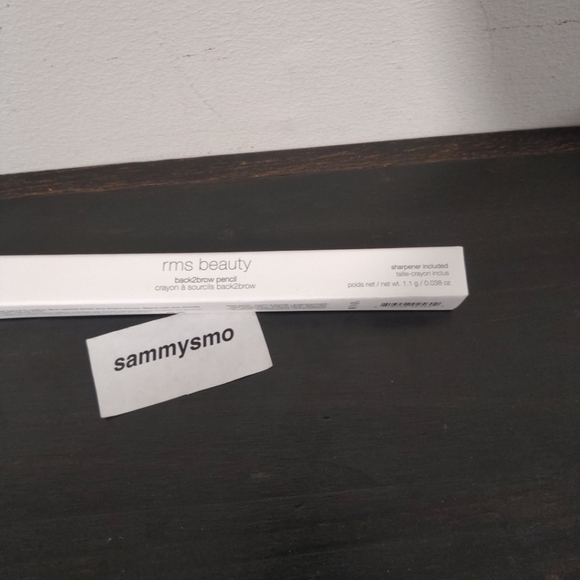 rms beauty
back2brow pencil
crayon à sourcils back2brow
sharpener included
taille-crayon inclus
poids net / net wt. 1.1 g / 0.038 oz
sammysmo